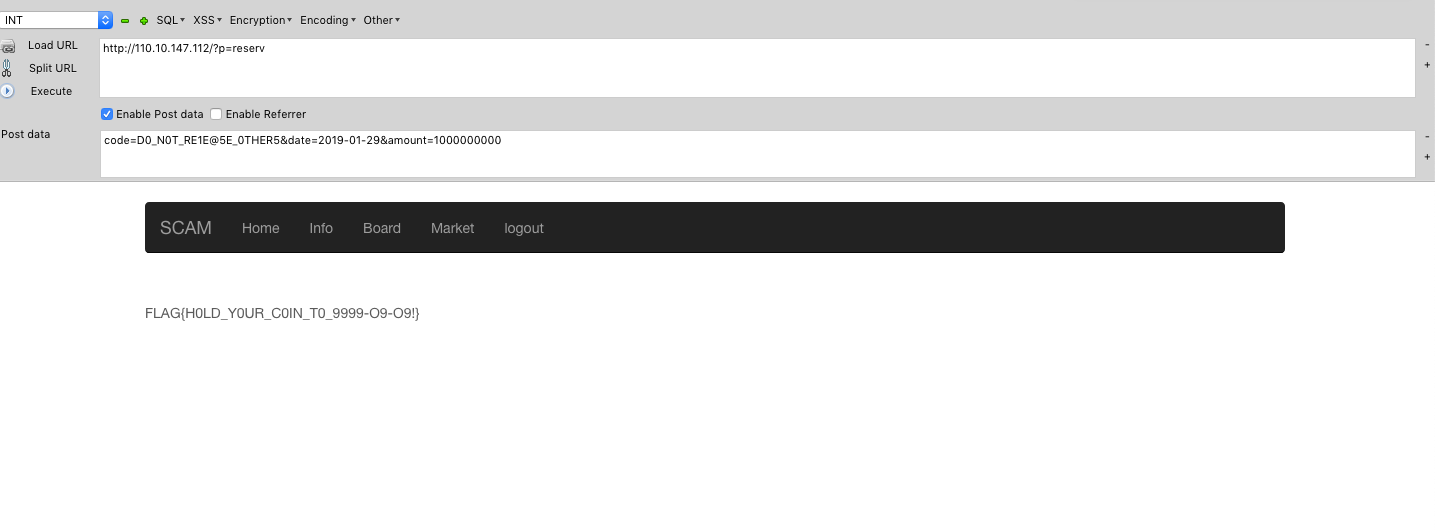 INT SQL XSS Encryption Encoding Other
Load URL http://110.10.147.112/?p=reserv -
Split URL +
Execute
Enable Post data Enable Referrer
Post data code=D0_N0T_RE1E@5E_0THER5&date=2019-01-29&amount=1000000000 -
+
SCAM Home Info Board Market logout
FLAG{H0LD_Y0UR_C0IN_T0_9999-O9-O9!}